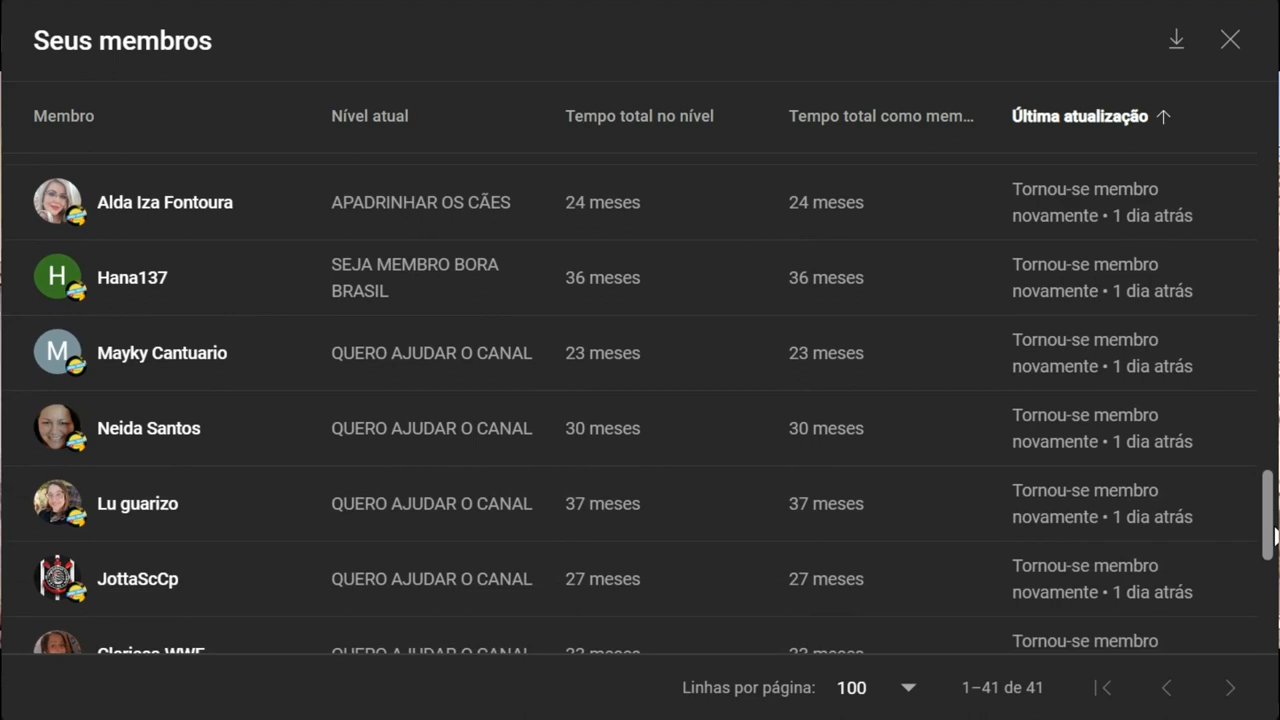 Seus membros
Membro Nível atual Tempo total no nível Tempo total como mem... Última atualização
Alda Iza Fontoura APADRINHAR OS CÃES 24 meses 24 meses Tornou-se membro
novamente • 1 dia atrás
H Hana137 SEJA MEMBRO BORA
BRASIL 36 meses 36 meses Tornou-se membro
novamente • 1 dia atrás
M Mayky Cantuario QUERO AJUDAR O CANAL 23 meses 23 meses Tornou-se membro
novamente • 1 dia atrás
Neida Santos QUERO AJUDAR O CANAL 30 meses 30 meses Tornou-se membro
novamente • 1 dia atrás
Lu guarizo QUERO AJUDAR O CANAL 37 meses 37 meses Tornou-se membro
novamente • 1 dia atrás
JottaScCp QUERO AJUDAR O CANAL 27 meses 27 meses Tornou-se membro
novamente • 1 dia atrás
QUERO AJUDAR O CANAL Tornou-se membro
Linhas por página: 100 1–41 de 41